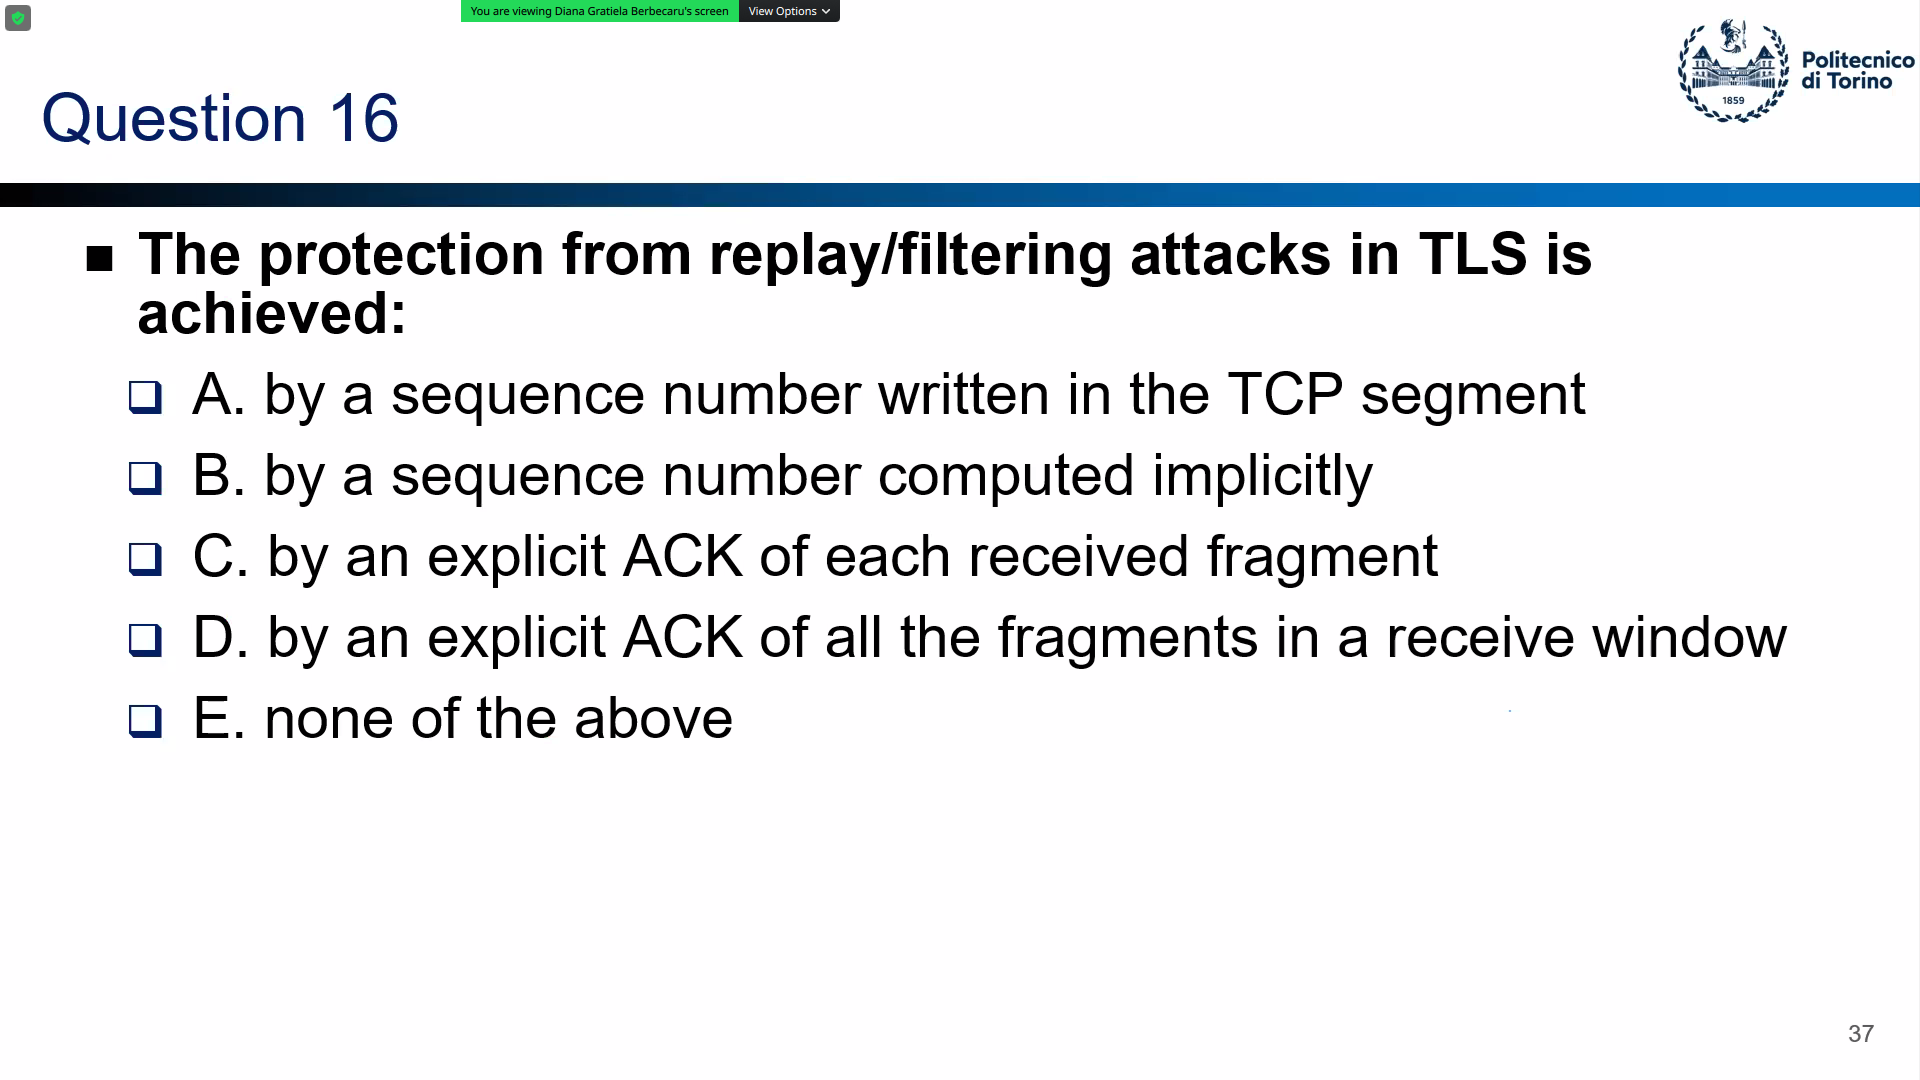 You are viewing Diana Gratiela Berbecaru's screen View Options
Politecnico
di Torino
1859
Question 16
The protection from replay/filtering attacks in TLS is
achieved:
A. by a sequence number written in the TCP segment
B. by a sequence number computed implicitly
C. by an explicit ACK of each received fragment
D. by an explicit ACK of all the fragments in a receive window
E. none of the above
37